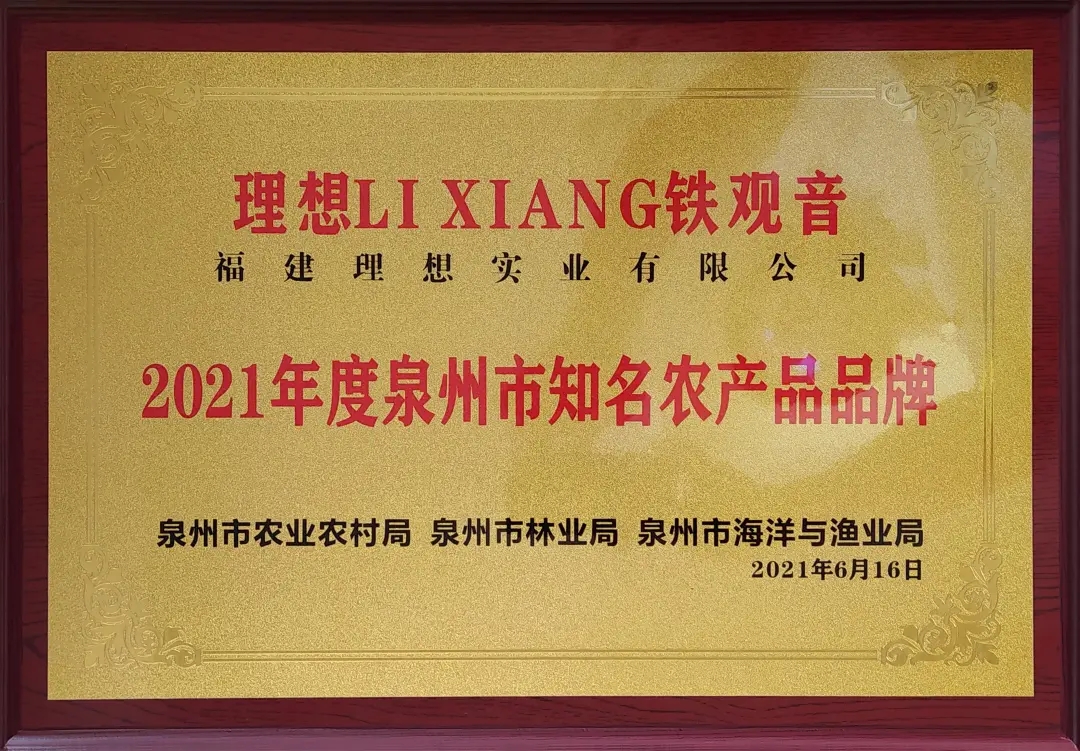 理想LI XIANG铁观音
福建理想实业有限公司
2021年度泉州市知名农产品品牌
泉州市农业农村局 泉州市林业局 泉州市海洋与渔业局
2021年6月16日